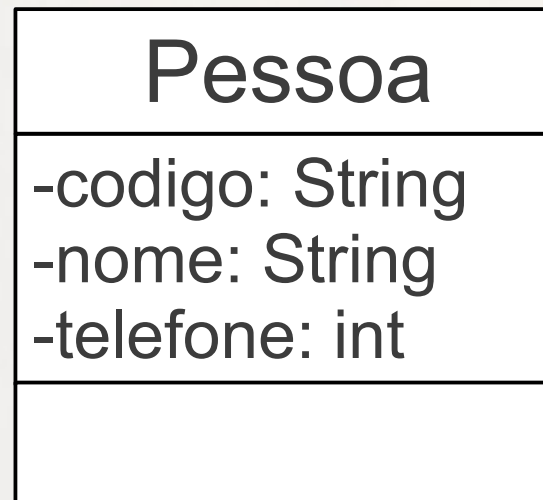 Pessoa
-codigo: String
-nome: String
-telefone: int